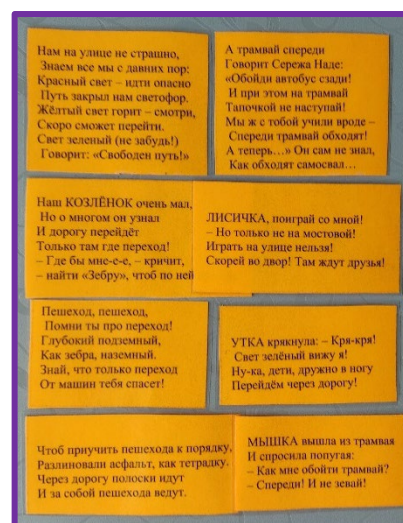 Нам на улице не страшно,
Знаем все мы с давних пор:
Красный свет – идти опасно
Путь закрыл нам светофор.
Жёлтый свет горит – смотри,
Скоро сможет перейти.
Свет зеленый (не забудь!)
Говорит: «Свободен путь!»
А трамвай спереди
Говорит Сережа Наде:
«Обойди автобус сзади!
И при этом на трамвай
Тапочкой не наступай!
Мы ж с тобой учили вроде –
Спереди трамвай обходят!
А теперь…» Он сам не знал,
Как обходят самосвал…
Наш КОЗЛЁНОК очень мал,
Но о многом он узнал
И дорогу перейдёт
Только там где переход!
– Где бы мне-е-е, – кричит,
– найти «Зебру», чтоб по ней
ЛИСИЧКА, поиграй со мной!
– Но только не на мостовой!
Играть на улице нельзя!
Скорей во двор! Там ждут друзья!
Пешеход, пешеход,
Помни ты про переход!
Глубокий подземный,
Как зебра, наземный.
Знай, что только переход
От машин тебя спасет!
УТКА крякнула: – Кря-кря!
Свет зелёный вижу я!
Ну-ка, дети, дружно в ногу
Перейдём через дорогу!
Чтоб приучить пешехода к порядку,
Разлиновали асфальт, как тетрадку.
Через дорогу полоски идут
И за собой пешехода ведут.
МЫШКА вышла из трамвая
И спросила попугая:
– Как мне обойти трамвай?
– Спереди! И не зевай!